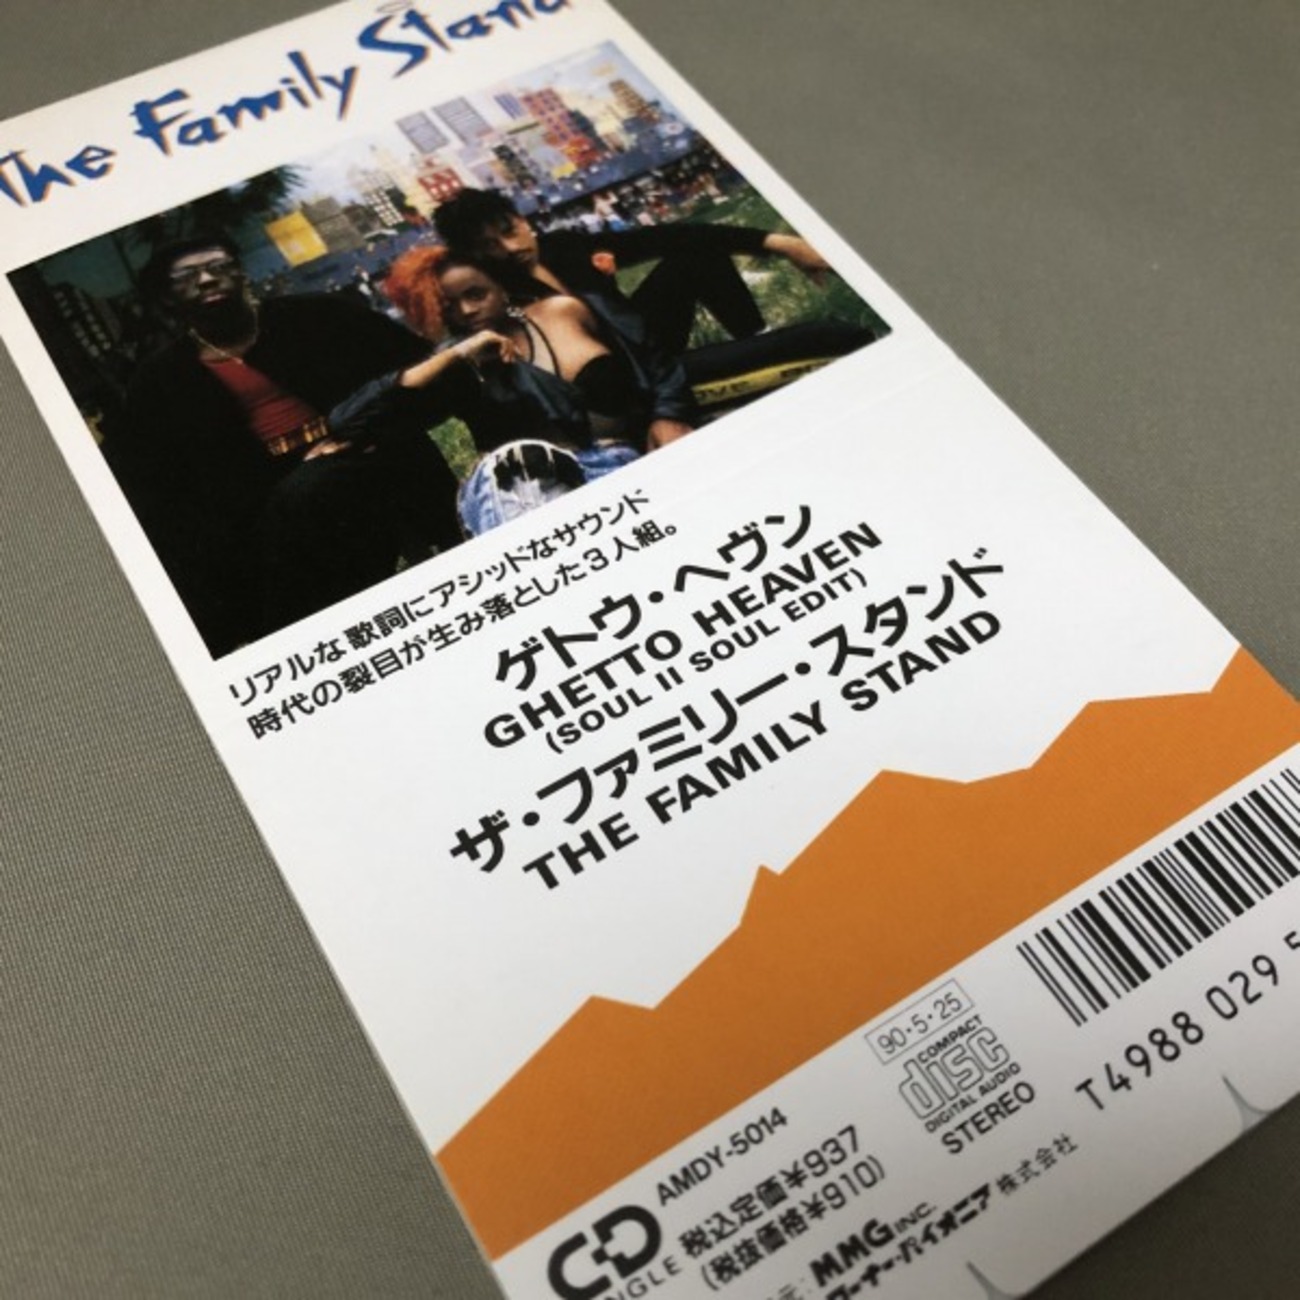 The Family Stand
リアルな歌詞にアシッドなサウンド
時代の裂目が生み落とした3人組。
ゲトウ・ヘヴン
GHETTO HEAVEN
(SOUL II SOUL EDIT)
ザ・ファミリー・スタンド
THE FAMILY STAND
90・5・25
COMPACT
disc
DIGITAL AUDIO
STEREO
T4988 029 5
CD
AMDY-5014
税込定価¥937
(税抜価格¥910)
MMG INC.
ワーナー・パイオニア株式会社